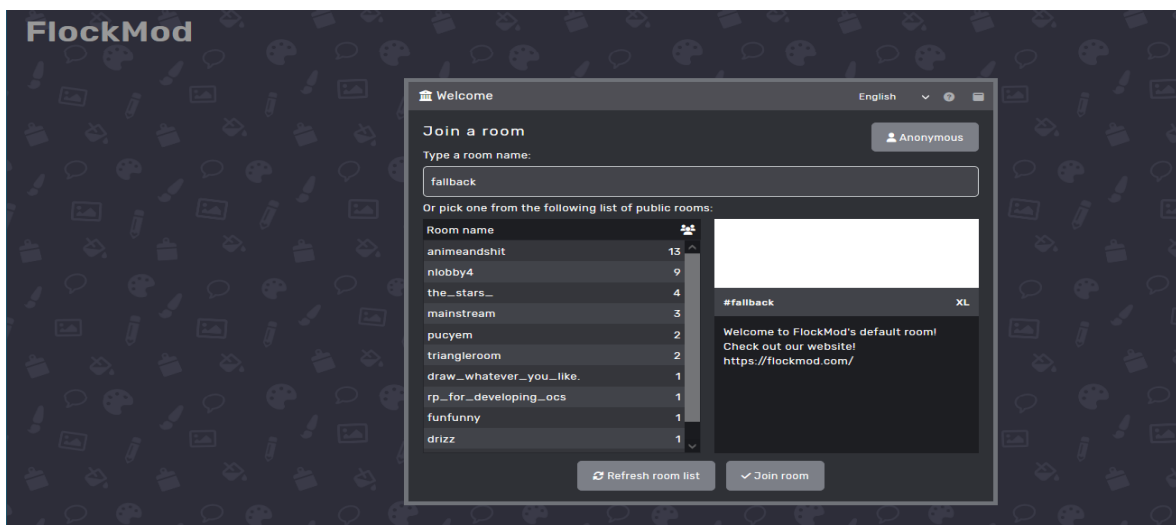 FlockMod
Welcome
English
Join a room
Anonymous
Type a room name:
fallback
Or pick one from the following list of public rooms:
Room name
animeandshit 13
nlobby4 9
the_stars_ 4
mainstream 3
pucyem 2
triangleroom 2
draw_whatever_you_like. 1
rp_for_developing_ocs 1
funfunny 1
drizz 1
#fallback XL
Welcome to FlockMod's default room!
Check out our website!
https://flockmod.com/
Refresh room list
Join room